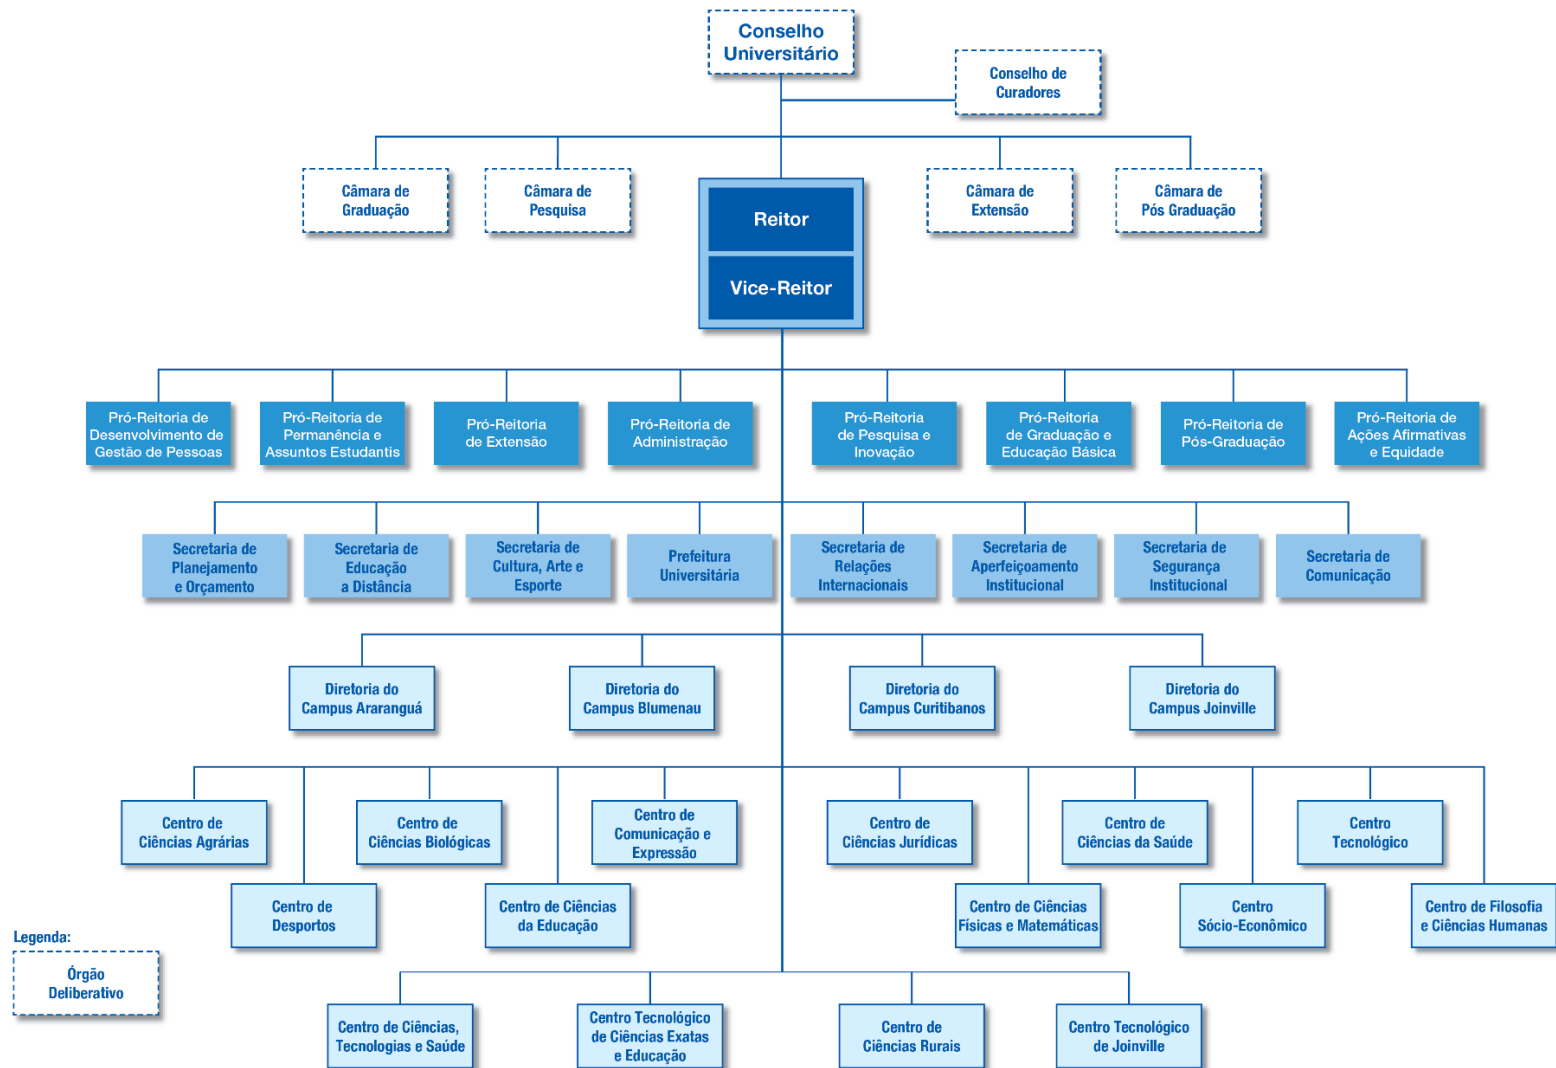 Conselho
Universitário
Conselho de
Curadores
Câmara de
Graduação
Câmara de
Pesquisa
Câmara de
Extensão
Câmara de
Pós Graduação
Reitor
Vice-Reitor
Pró-Reitoria de
Desenvolvimento de
Gestão de Pessoas
Pró-Reitoria de
Permanência e
Assuntos Estudantis
Pró-Reitoria
de Extensão
Pró-Reitoria de
Administração
Pró-Reitoria
de Pesquisa e
Inovação
Pró-Reitoria
de Graduação e
Educação Básica
Pró-Reitoria de
Pós-Graduação
Pró-Reitoria de
Ações Afirmativas
e Equidade
Secretaria de
Planejamento
e Orçamento
Secretaria de
Educação
a Distância
Secretaria de
Cultura, Arte e
Esporte
Prefeitura
Universitária
Secretaria de
Relações
Internacionais
Secretaria de
Aperfeiçoamento
Institucional
Secretaria de
Segurança
Institucional
Secretaria de
Comunicação
Diretoria do
Campus Araranguá
Diretoria do
Campus Blumenau
Diretoria do
Campus Curitibanos
Diretoria do
Campus Joinville
Centro de
Ciências Agrárias
Centro de
Ciências Biológicas
Centro de
Comunicação e
Expressão
Centro de
Ciências Jurídicas
Centro de
Ciências da Saúde
Centro
Tecnológico
Centro de
Desportos
Centro de Ciências
da Educação
Centro de Ciências
Físicas e Matemáticas
Centro
Sócio-Econômico
Centro de Filosofia
e Ciências Humanas
Legenda:
Órgão
Deliberativo
Centro de Ciências,
Tecnologias e Saúde
Centro Tecnológico
de Ciências Exatas
e Educação
Centro de
Ciências Rurais
Centro Tecnológico
de Joinville